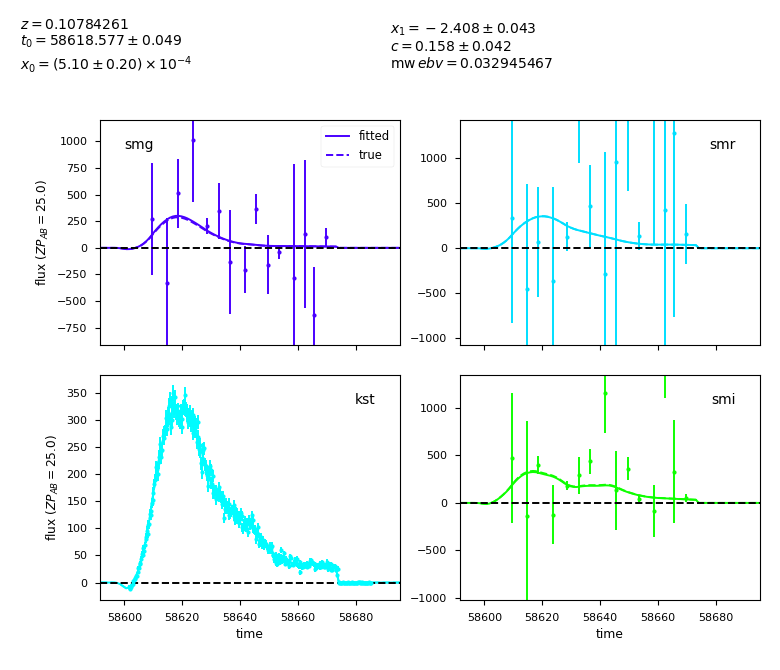 z = 0.10784261
t₀ = 58618.577 ± 0.049
x₀ = (5.10 ± 0.20) × 10⁻⁴
x₁ = −2.408 ± 0.043
c = 0.158 ± 0.042
mw ebv = 0.032945467
smg
fitted
true
1000
750
500
250
0
−250
−500
−750
flux (ZP_AB = 25.0)
smr
1000
500
0
−500
−1000
kst
350
300
250
200
150
100
50
0
flux (ZP_AB = 25.0)
58600 58620 58640 58660 58680
time
smi
1000
500
0
−500
−1000
58600 58620 58640 58660 58680
time